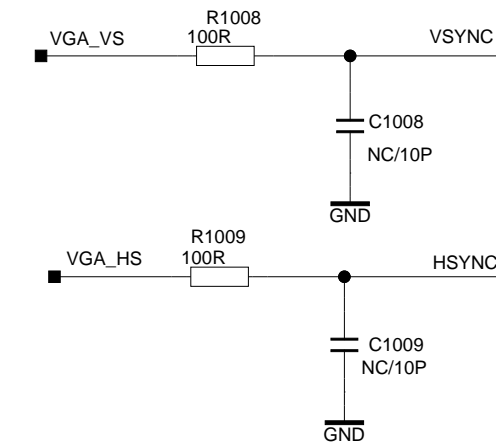 R1008
VGA_VS
100R
VSYNC
C1008
NC/10P
GND
R1009
VGA_HS
100R
HSYNC
C1009
NC/10P
GND